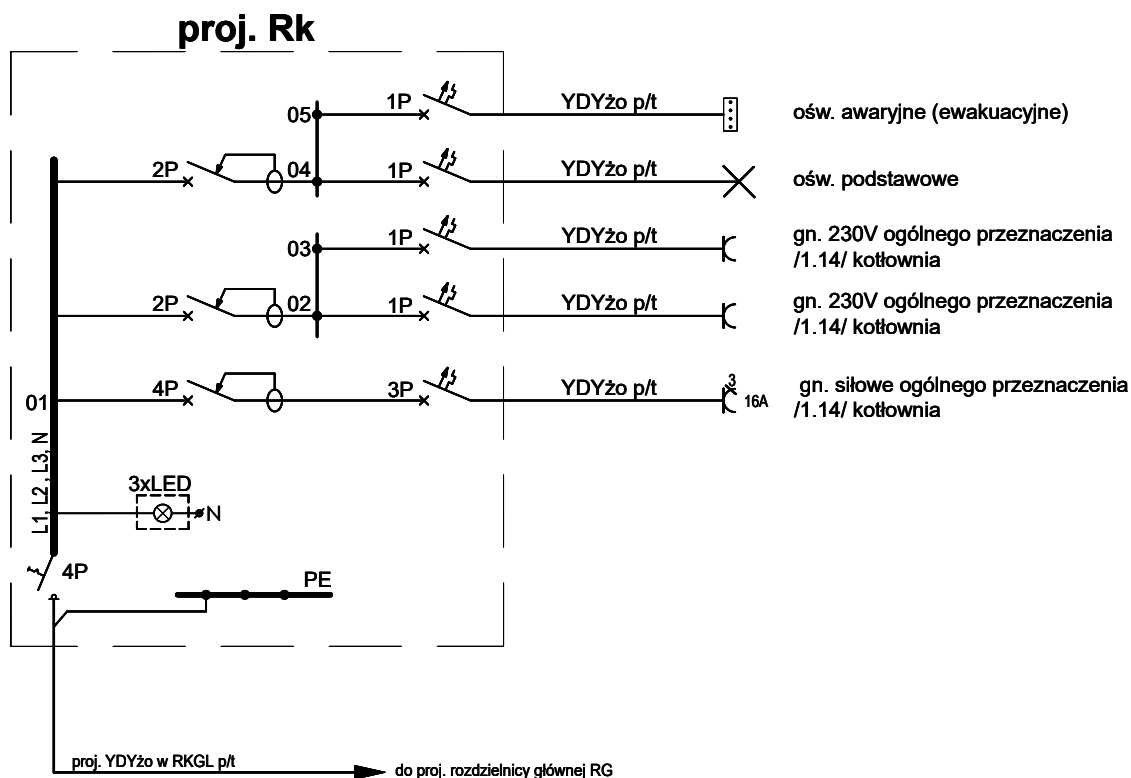 proj. Rk
05
1P
YDYżo p/t
ośw. awaryjne (ewakuacyjne)
2P
04
1P
YDYżo p/t
ośw. podstawowe
03
1P
YDYżo p/t
gn. 230V ogólnego przeznaczenia
/1.14/ kotłownia
2P
02
1P
YDYżo p/t
gn. 230V ogólnego przeznaczenia
/1.14/ kotłownia
01
4P
3P
YDYżo p/t
3
16A
gn. siłowe ogólnego przeznaczenia
/1.14/ kotłownia
L1, L2 , L3, N
3xLED
N
4P
PE
proj. YDYżo w RKGL p/t
do proj. rozdzielnicy głównej RG